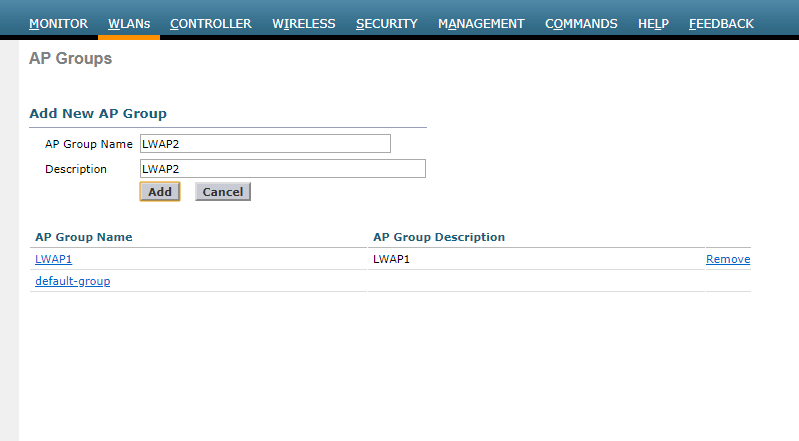 MONITOR WLANs CONTROLLER WIRELESS SECURITY MANAGEMENT COMMANDS HELP FEEDBACK
AP Groups
Add New AP Group
AP Group Name LWAP2
Description LWAP2
Add Cancel
AP Group Name AP Group Description
LWAP1 LWAP1 Remove
default-group